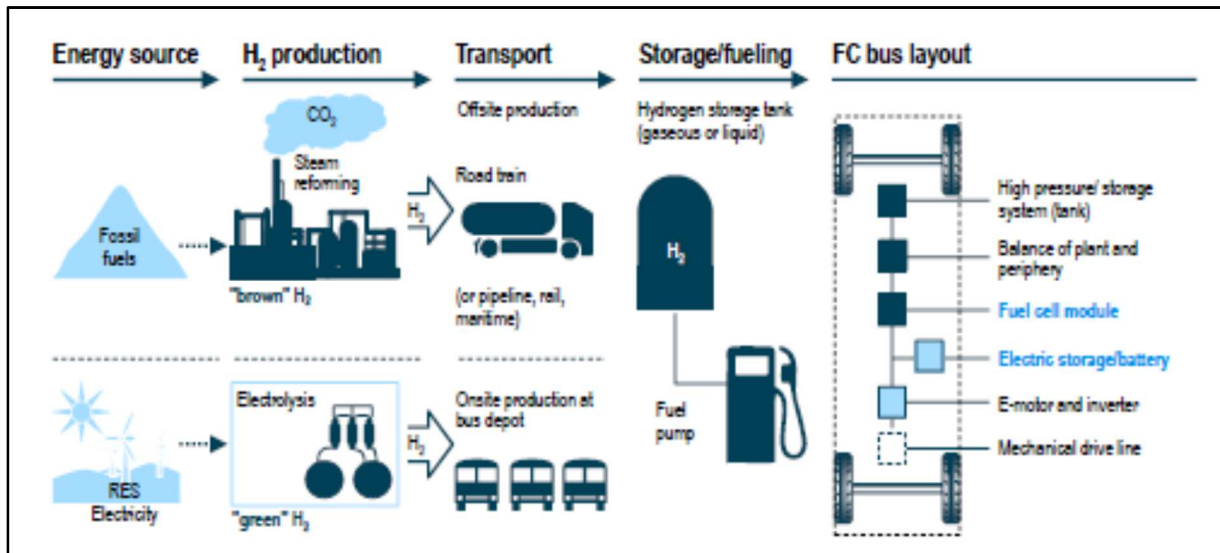 Energy source
H₂ production
Transport
Storage/fueling
FC bus layout
CO₂
Steam
reforming
Fossil
fuels
"brown" H₂
H₂
Offsite production
Road train
(or pipeline, rail,
maritime)
Hydrogen storage tank
(gaseous or liquid)
H₂
Fuel
pump
High pressure/ storage
system (tank)
Balance of plant and
periphery
Fuel cell module
Electric storage/battery
E-motor and inverter
Mechanical drive line
RES
Electricity
Electrolysis
"green" H₂
H₂
Onsite production at
bus depot